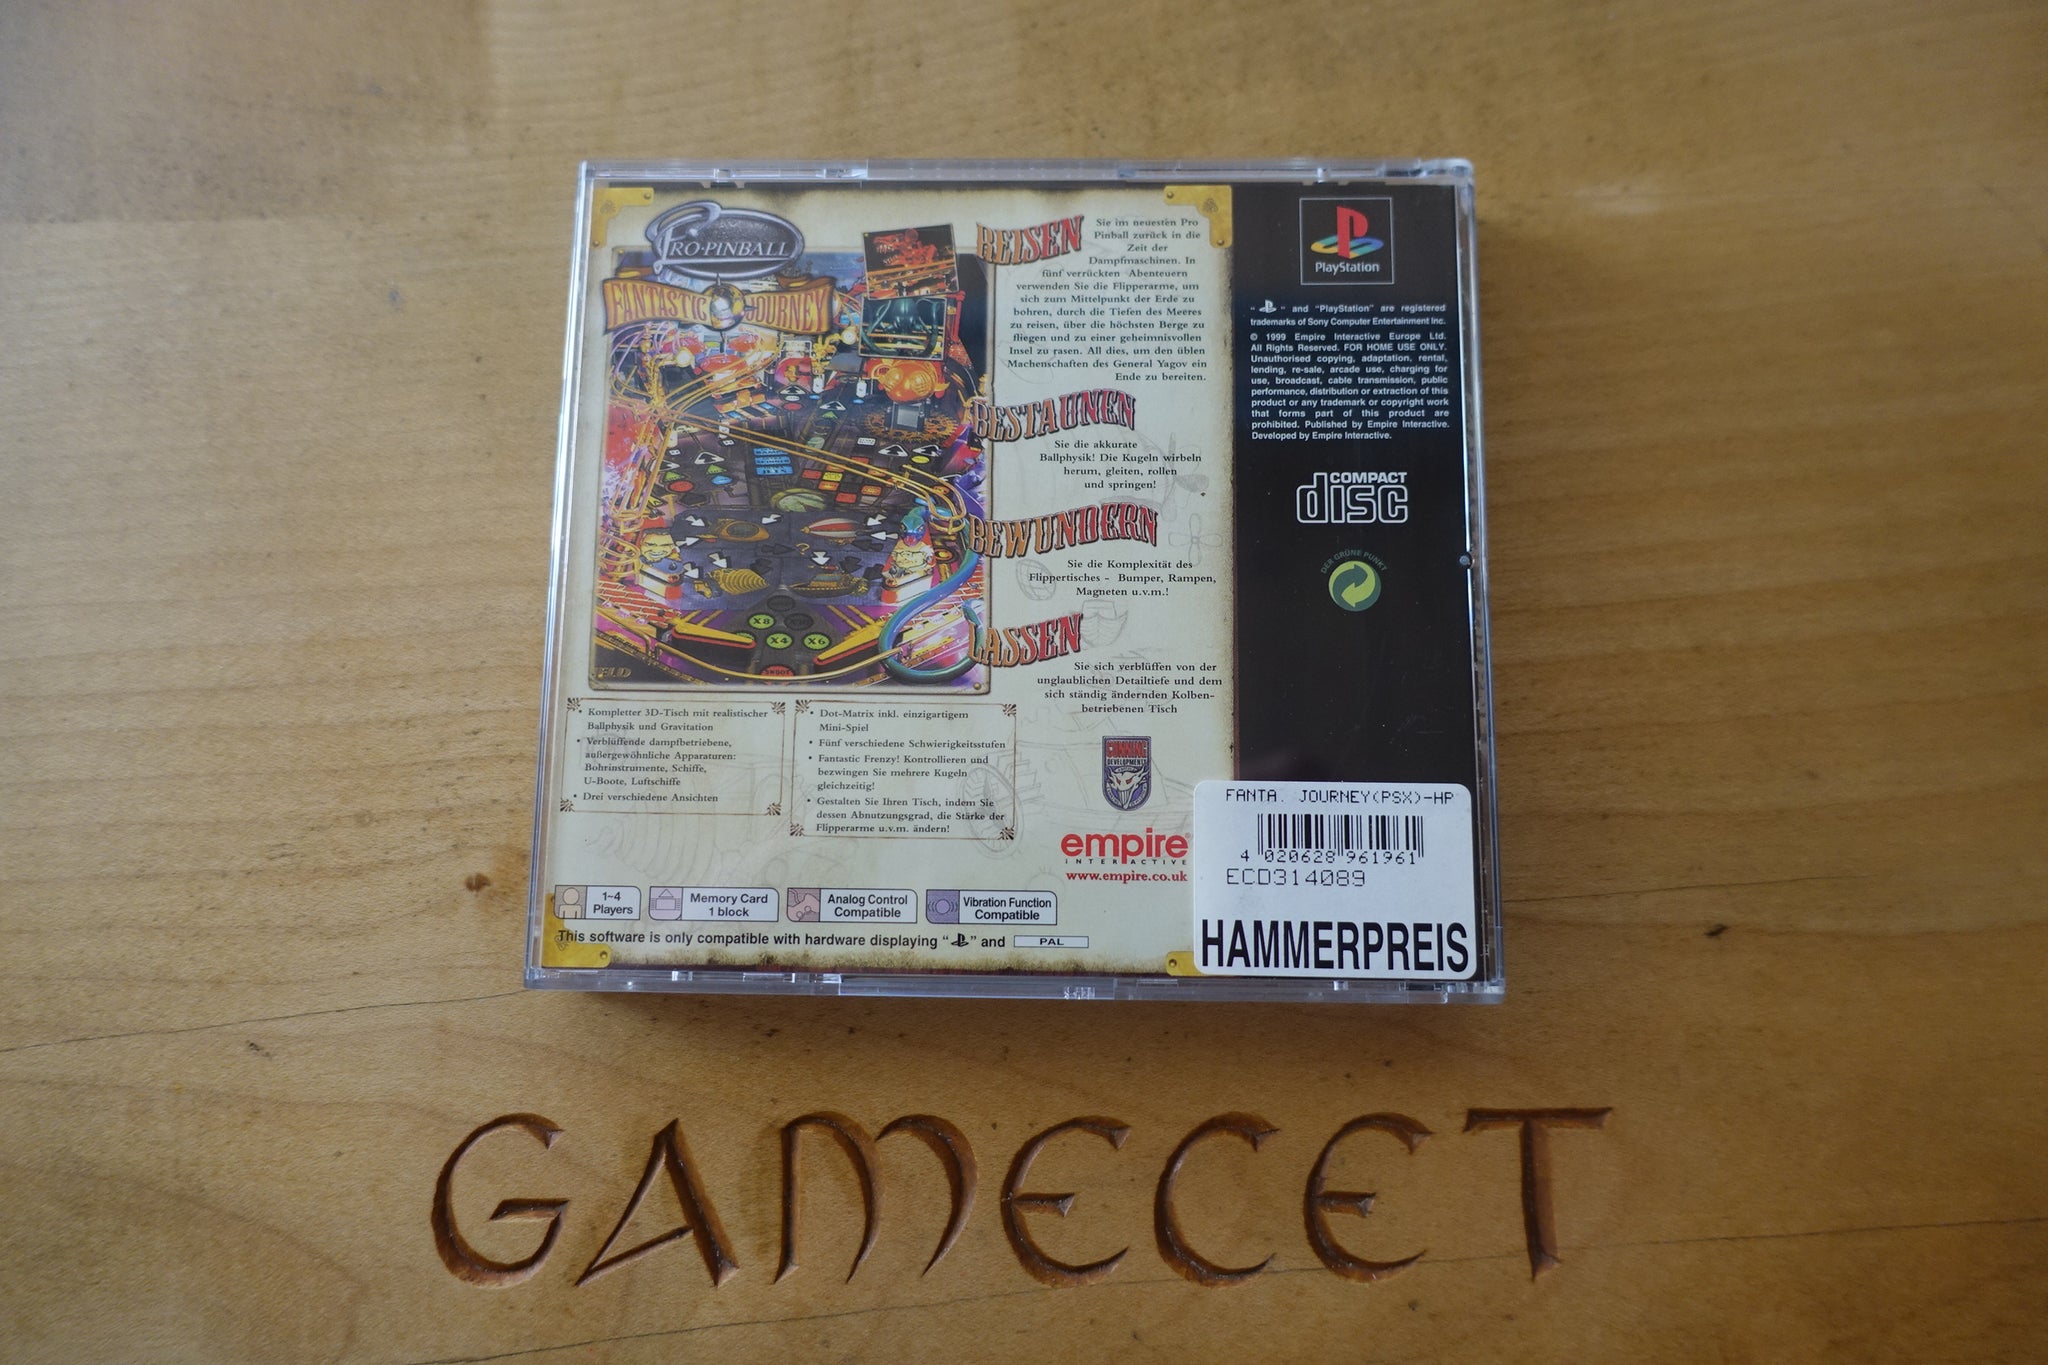 PRO·PINBALL
FANTASTIC JOURNEY
REISEN
Sie im neuesten Pro
Pinball zurück in die
Zeit der
Dampfmaschinen. In
fünf verrückten Abenteuern
verwenden Sie die Flipperarme, um
sich zum Mittelpunkt der Erde zu
bohren, durch die Tiefen des Meeres
zu reisen, über die höchsten Berge zu
fliegen und zu einer geheimnisvollen
Insel zu rasen. All dies, um den üblen
Machenschaften des General Yagov ein
Ende zu bereiten.
BESTAUNEN
Sie die akkurate
Ballphysik! Die Kugeln wirbeln
herum, gleiten, rollen
und springen!
BEWUNDERN
Sie die Komplexität des
Flippertisches - Bumper, Rampen,
Magneten u.v.m.!
LASSEN
Sie sich verblüffen von der
unglaublichen Detailtiefe und dem
sich ständig ändernden Kolben-
betriebenen Tisch
X8
X4
X6
• Kompletter 3D-Tisch mit realistischer
Ballphysik und Gravitation
• Verblüffende dampfbetriebene,
außergewöhnliche Apparaturen:
Bohrinstrumente, Schiffe,
U-Boote, Luftschiffe
• Drei verschiedene Ansichten
• Dot-Matrix inkl. einzigartigem
Mini-Spiel
• Fünf verschiedene Schwierigkeitsstufen
• Fantastic Frenzy! Kontrollieren und
bezwingen Sie mehrere Kugeln
gleichzeitig!
• Gestalten Sie Ihren Tisch, indem Sie
dessen Abnutzungsgrad, die Stärke der
Flipperarme u.v.m. ändern!
CUNNING
DEVELOPMENTS
empire
INTERACTIVE
www.empire.co.uk
1~4
Players
Memory Card
1 block
Analog Control
Compatible
Vibration Function
Compatible
This software is only compatible with hardware displaying " " and PAL
PlayStation
" " and "PlayStation" are registered
trademarks of Sony Computer Entertainment Inc.
© 1999 Empire Interactive Europe Ltd.
All Rights Reserved. FOR HOME USE ONLY.
Unauthorised copying, adaptation, rental,
lending, re-sale, arcade use, charging for
use, broadcast, cable transmission, public
performance, distribution or extraction of this
product or any trademark or copyright work
that forms part of this product are
prohibited. Published by Empire Interactive.
Developed by Empire Interactive.
COMPACT
disc
DER GRÜNE PUNKT
FANTA. JOURNEY(PSX)-HP
4 020628 961961
ECD314089
HAMMERPREIS
GAMECET